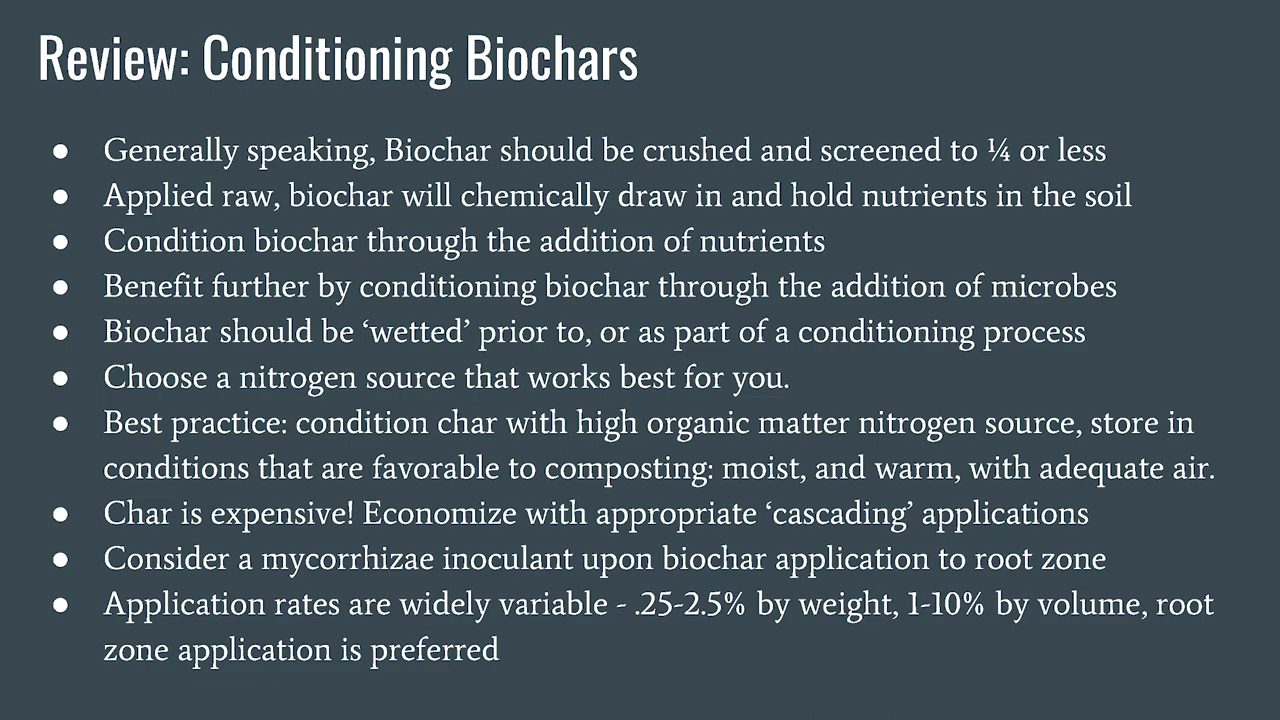 Review: Conditioning Biochars
● Generally speaking, Biochar should be crushed and screened to ¼ or less
● Applied raw, biochar will chemically draw in and hold nutrients in the soil
● Condition biochar through the addition of nutrients
● Benefit further by conditioning biochar through the addition of microbes
● Biochar should be ‘wetted’ prior to, or as part of a conditioning process
● Choose a nitrogen source that works best for you.
● Best practice: condition char with high organic matter nitrogen source, store in
conditions that are favorable to composting: moist, and warm, with adequate air.
● Char is expensive! Economize with appropriate ‘cascading’ applications
● Consider a mycorrhizae inoculant upon biochar application to root zone
● Application rates are widely variable - .25-2.5% by weight, 1-10% by volume, root
zone application is preferred